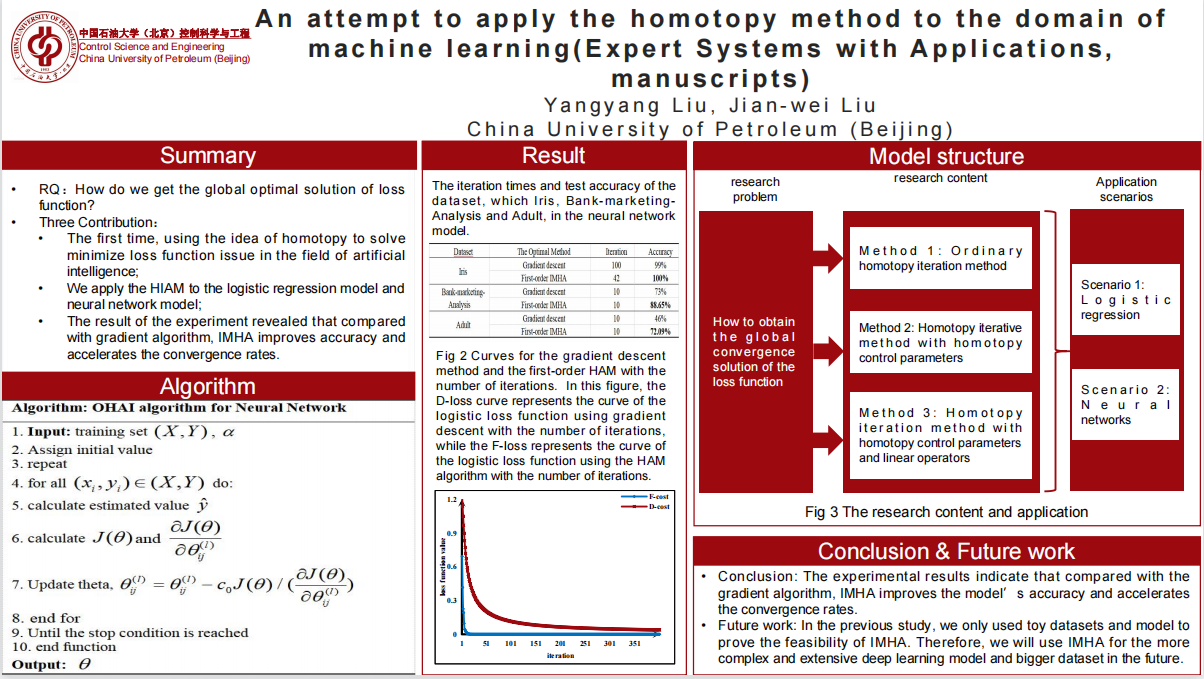 An attempt to apply the homotopy method to the domain of
machine learning(Expert Systems with Applications,
manuscripts)
Yangyang Liu, Jian-wei Liu
China University of Petroleum (Beijing)
中国石油大学（北京）控制科学与工程
Control Science and Engineering
China University of Petroleum (Beijing)
Summary
• RQ：How do we get the global optimal solution of loss
function?
• Three Contribution：
• The first time, using the idea of homotopy to solve
minimize loss function issue in the field of artificial
intelligence;
• We apply the HIAM to the logistic regression model and
neural network model;
• The result of the experiment revealed that compared
with gradient algorithm, IMHA improves accuracy and
accelerates the convergence rates.
Algorithm
Algorithm: OHAI algorithm for Neural Network
1. Input: training set (X,Y), α
2. Assign initial value
3. repeat
4. for all (x_i, y_i)∈(X,Y) do:
5. calculate estimated value ŷ
6. calculate J(θ) and ∂J(θ)/∂θ_ij^(l)
7. Update theta, θ_ij^(l) = θ_ij^(l) − c_0 J(θ) / (∂J(θ)/∂θ_ij^(l))
8. end for
9. Until the stop condition is reached
10. end function
Output: θ
Result
The iteration times and test accuracy of the
dataset, which Iris, Bank-marketing-
Analysis and Adult, in the neural network
model.
Dataset The Optimal Method Iteration Accuracy
Iris
Gradient descent 100 99%
First-order IMHA 42 100%
Bank-marketing-
Analysis
Gradient descent 10 73%
First-order IMHA 10 88.65%
Adult
Gradient descent 10 46%
First-order IMHA 10 72.09%
Fig 2 Curves for the gradient descent
method and the first-order HAM with the
number of iterations. In this figure, the
D-loss curve represents the curve of the
logistic loss function using gradient
descent with the number of iterations,
while the F-loss represents the curve of
the logistic loss function using the HAM
algorithm with the number of iterations.
F-cost
D-cost
loss function value
1.2
0.9
0.6
0.3
0
1 51 101 151 201 251 301 351
iteration
Model structure
research
problem
research content
Application
scenarios
How to obtain
the global
convergence
solution of the
loss function
Method 1: Ordinary
homotopy iteration method
Method 2: Homotopy iterative
method with homotopy
control parameters
Method 3: Homotopy
iteration method with
homotopy control parameters
and linear operators
Scenario 1:
Logistic
regression
Scenario 2:
Neural
networks
Fig 3 The research content and application
Conclusion & Future work
• Conclusion: The experimental results indicate that compared with the
gradient algorithm, IMHA improves the model’s accuracy and accelerates
the convergence rates.
• Future work: In the previous study, we only used toy datasets and model to
prove the feasibility of IMHA. Therefore, we will use IMHA for the more
complex and extensive deep learning model and bigger dataset in the future.